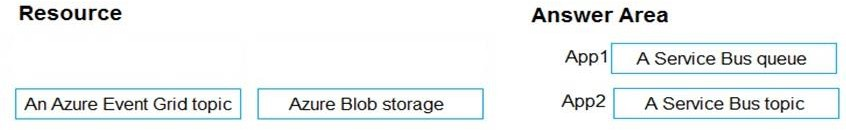 Resource
Answer Area
App1 A Service Bus queue
An Azure Event Grid topic Azure Blob storage
App2 A Service Bus topic